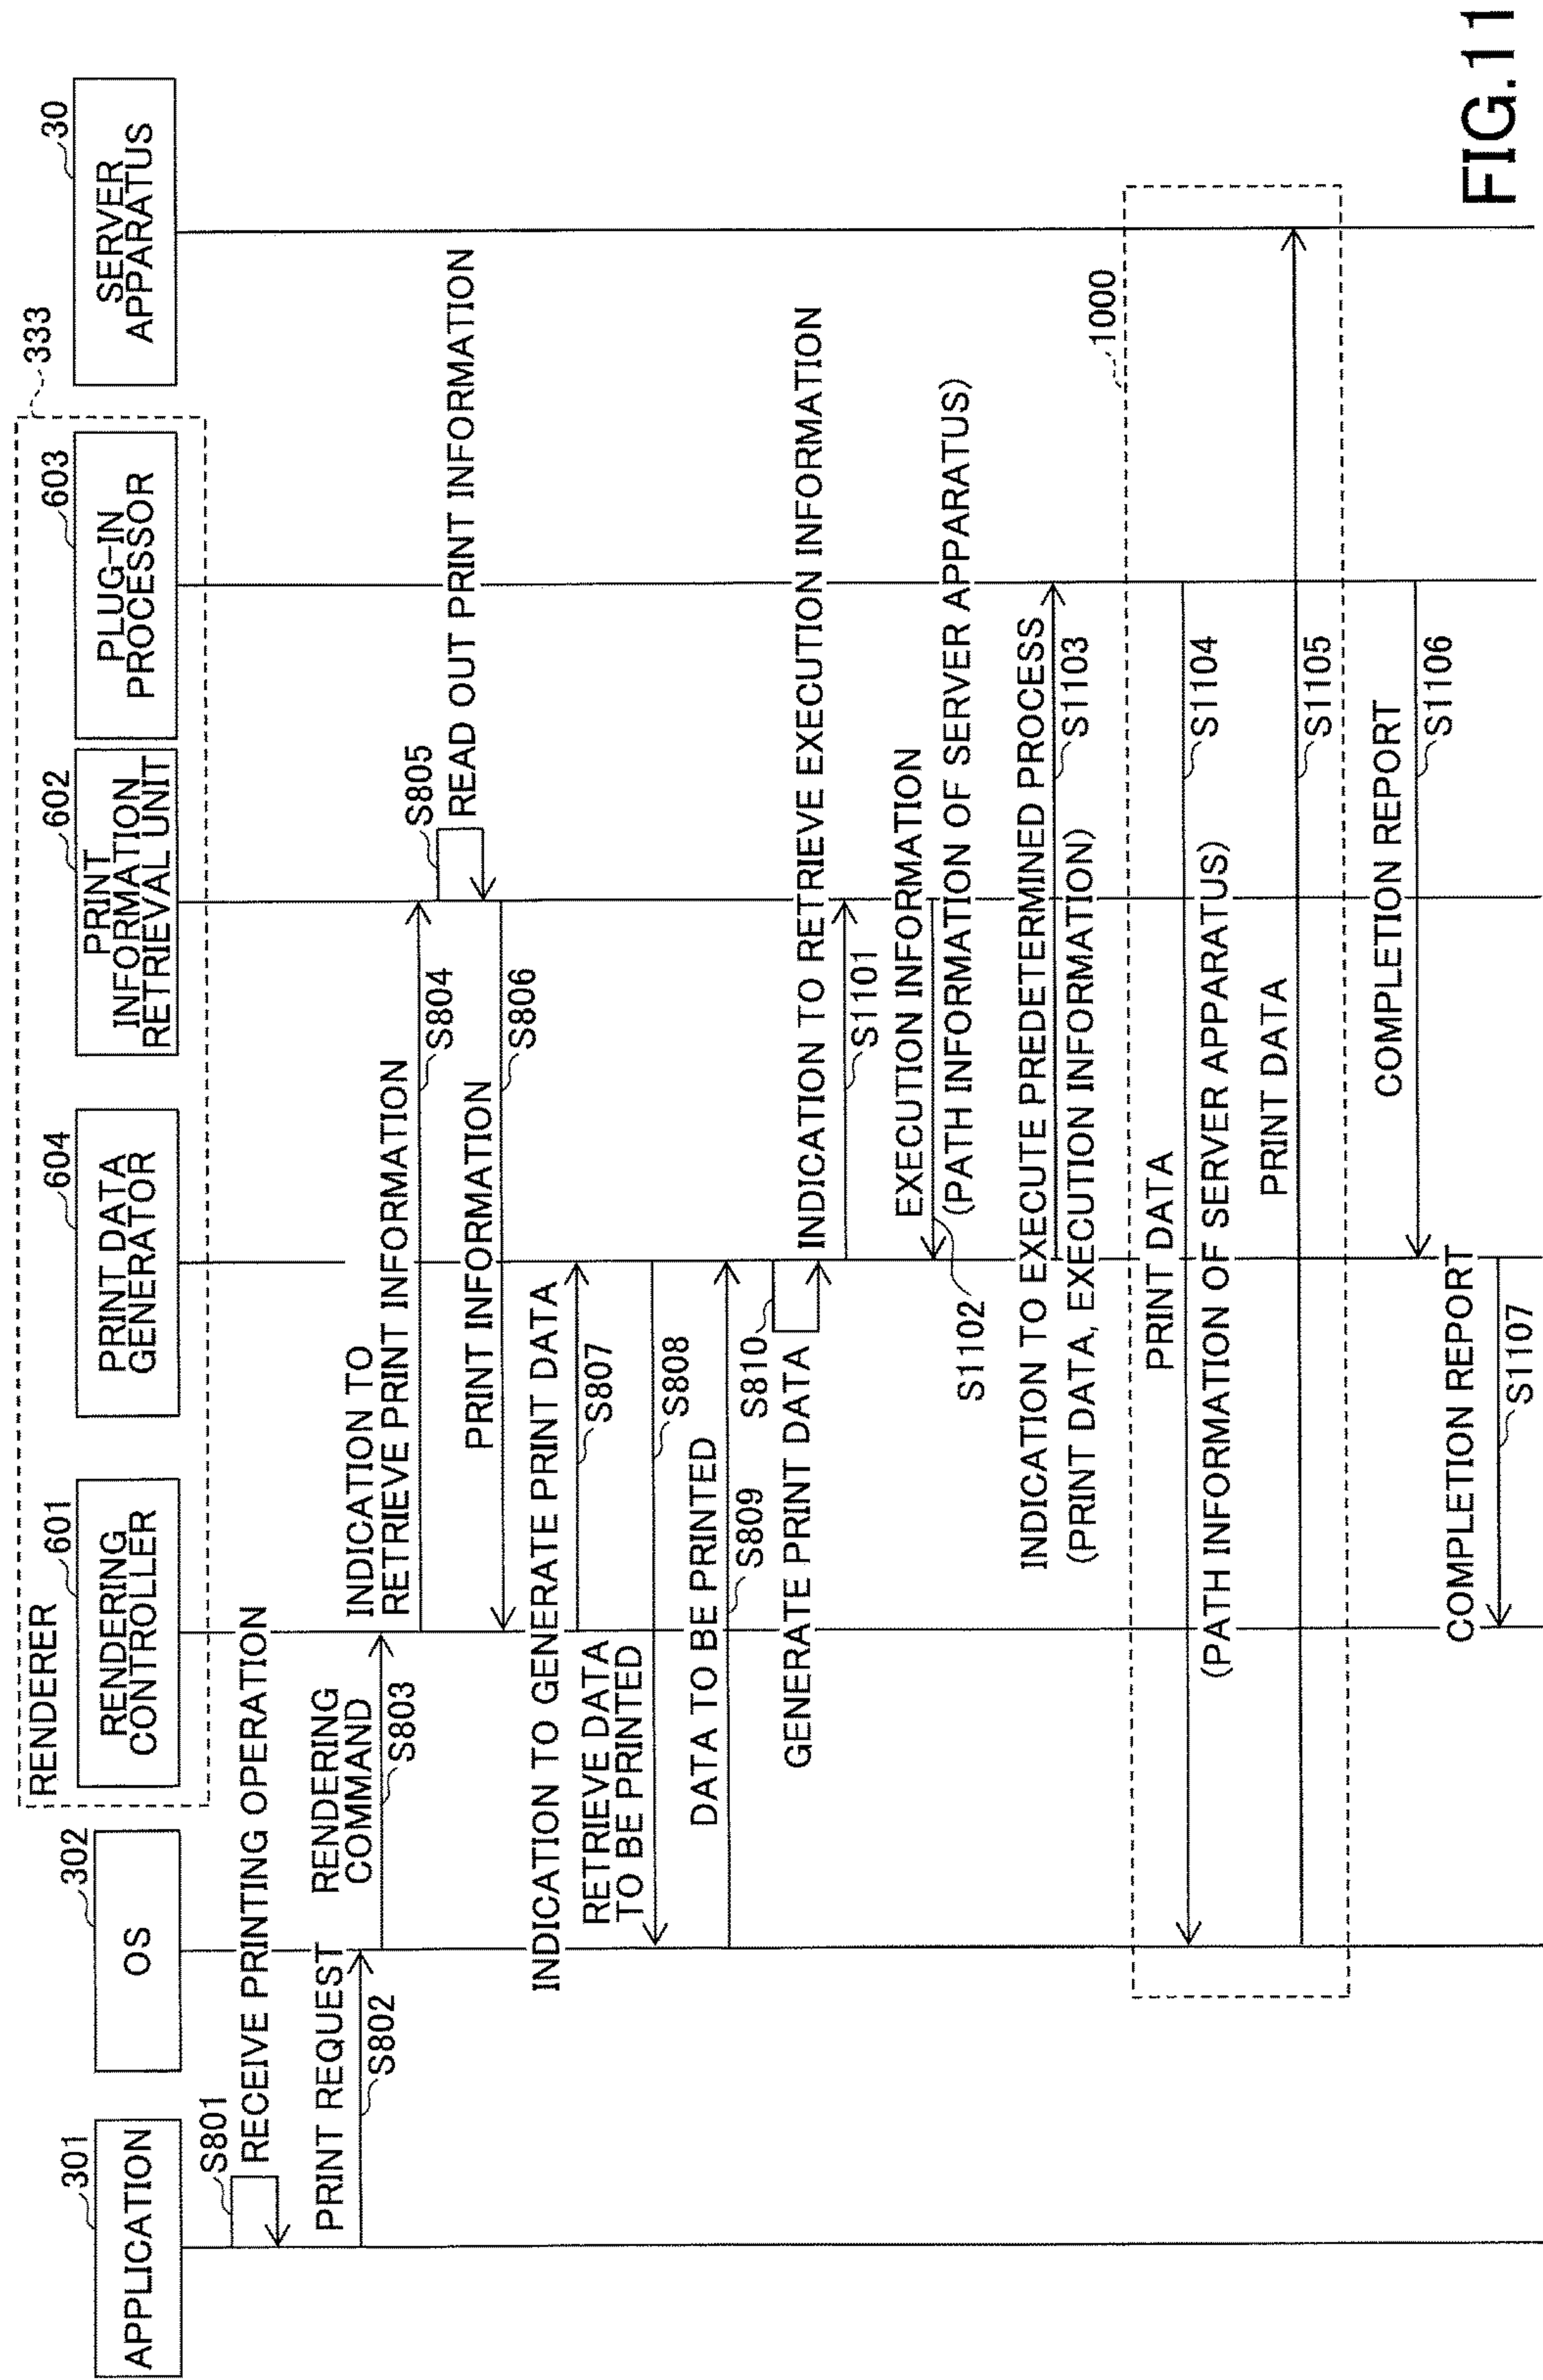 301
APPLICATION
302
OS
RENDERER
333
601
RENDERING
CONTROLLER
604
PRINT DATA
GENERATOR
602
PRINT
INFORMATION
RETRIEVAL UNIT
603
PLUG-IN
PROCESSOR
30
SERVER
APPARATUS
S801
RECEIVE PRINTING OPERATION
PRINT REQUEST
S802
RENDERING
COMMAND
S803
INDICATION TO
RETRIEVE PRINT INFORMATION
S804
S805
READ OUT PRINT INFORMATION
PRINT INFORMATION
S806
INDICATION TO GENERATE PRINT DATA
S807
RETRIEVE DATA
TO BE PRINTED
S808
DATA TO BE PRINTED
S809
S810
GENERATE PRINT DATA
INDICATION TO RETRIEVE EXECUTION INFORMATION
S1101
EXECUTION INFORMATION
(PATH INFORMATION OF SERVER APPARATUS)
S1102
INDICATION TO EXECUTE PREDETERMINED PROCESS
(PRINT DATA, EXECUTION INFORMATION)
S1103
1000
PRINT DATA
(PATH INFORMATION OF SERVER APPARATUS)
S1104
PRINT DATA
S1105
COMPLETION REPORT
S1106
COMPLETION REPORT
S1107
FIG.11